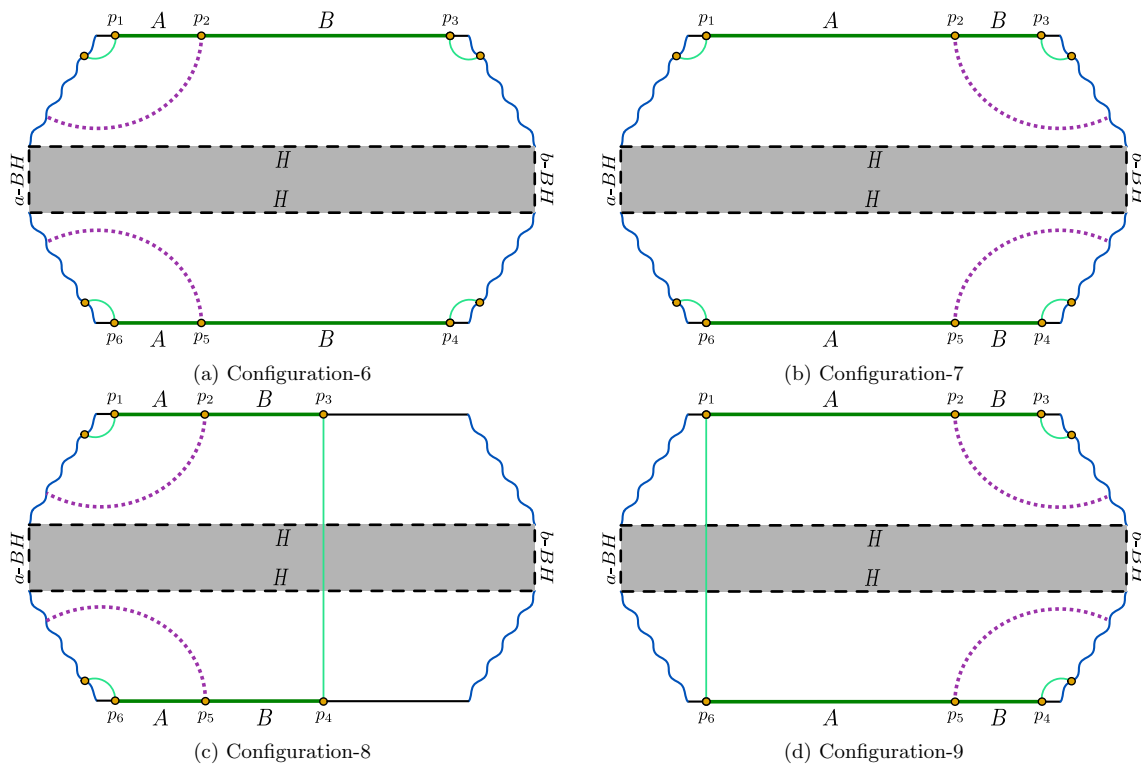 p₁ A p₂ B p₃
a-BH H b-BH
H
p₆ A p₅ B p₄
(a) Configuration-6
p₁ A p₂ B p₃
a-BH H b-BH
H
p₆ A p₅ B p₄
(b) Configuration-7
p₁ A p₂ B p₃
a-BH H b-BH
H
p₆ A p₅ B p₄
(c) Configuration-8
p₁ A p₂ B p₃
a-BH H b-BH
H
p₆ A p₅ B p₄
(d) Configuration-9